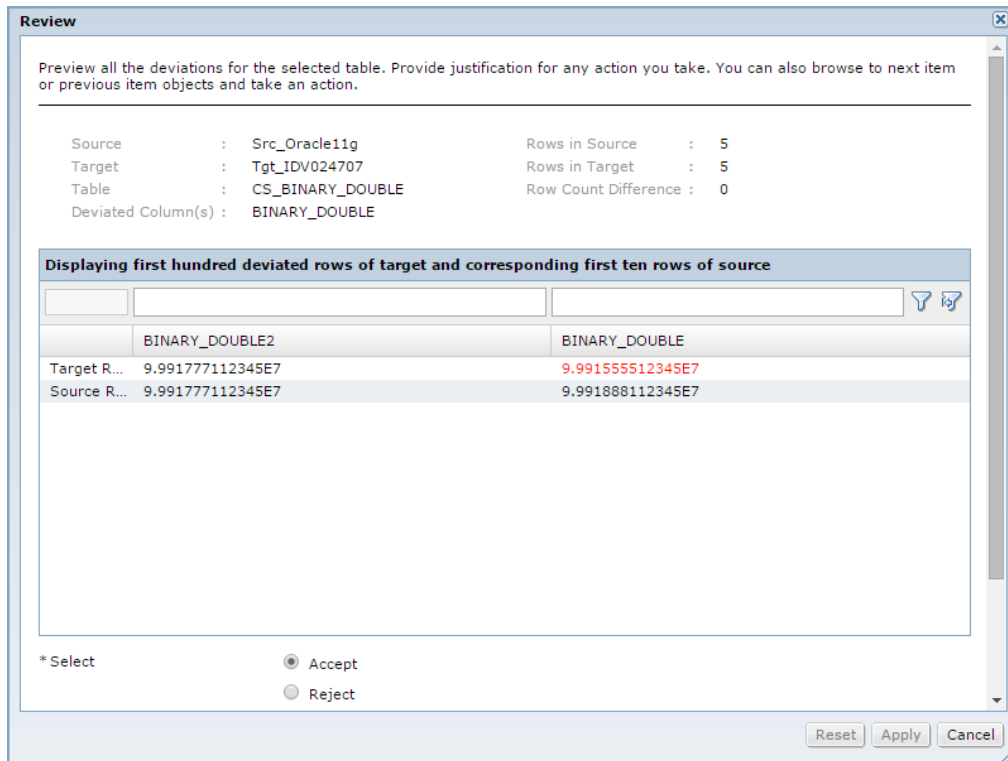 Review
Preview all the deviations for the selected table. Provide justification for any action you take. You can also browse to next item
or previous item objects and take an action.
Source : Src_Oracle11g Rows in Source : 5
Target : Tgt_IDV024707 Rows in Target : 5
Table : CS_BINARY_DOUBLE Row Count Difference : 0
Deviated Column(s) : BINARY_DOUBLE
Displaying first hundred deviated rows of target and corresponding first ten rows of source
BINARY_DOUBLE2 BINARY_DOUBLE
Target R... 9.991777112345E7 9.991555512345E7
Source R... 9.991777112345E7 9.991888112345E7
* Select Accept
Reject
Reset Apply Cancel